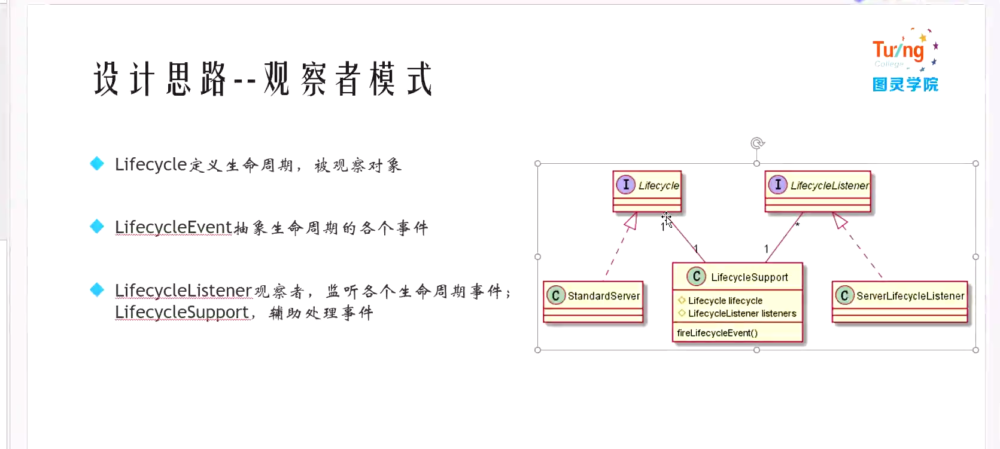 Turing
College
图灵学院
设计思路--观察者模式
Lifecycle定义生命周期，被观察对象
LifecycleEvent抽象生命周期的各个事件
LifecycleListener观察者，监听各个生命周期事件；
LifecycleSupport，辅助处理事件
I Lifecycle
I LifecycleListener
1
*
1
1
C StandardServer
C LifecycleSupport
Lifecycle lifecycle
LifecycleListener listeners
fireLifecycleEvent()
C ServerLifecycleListener